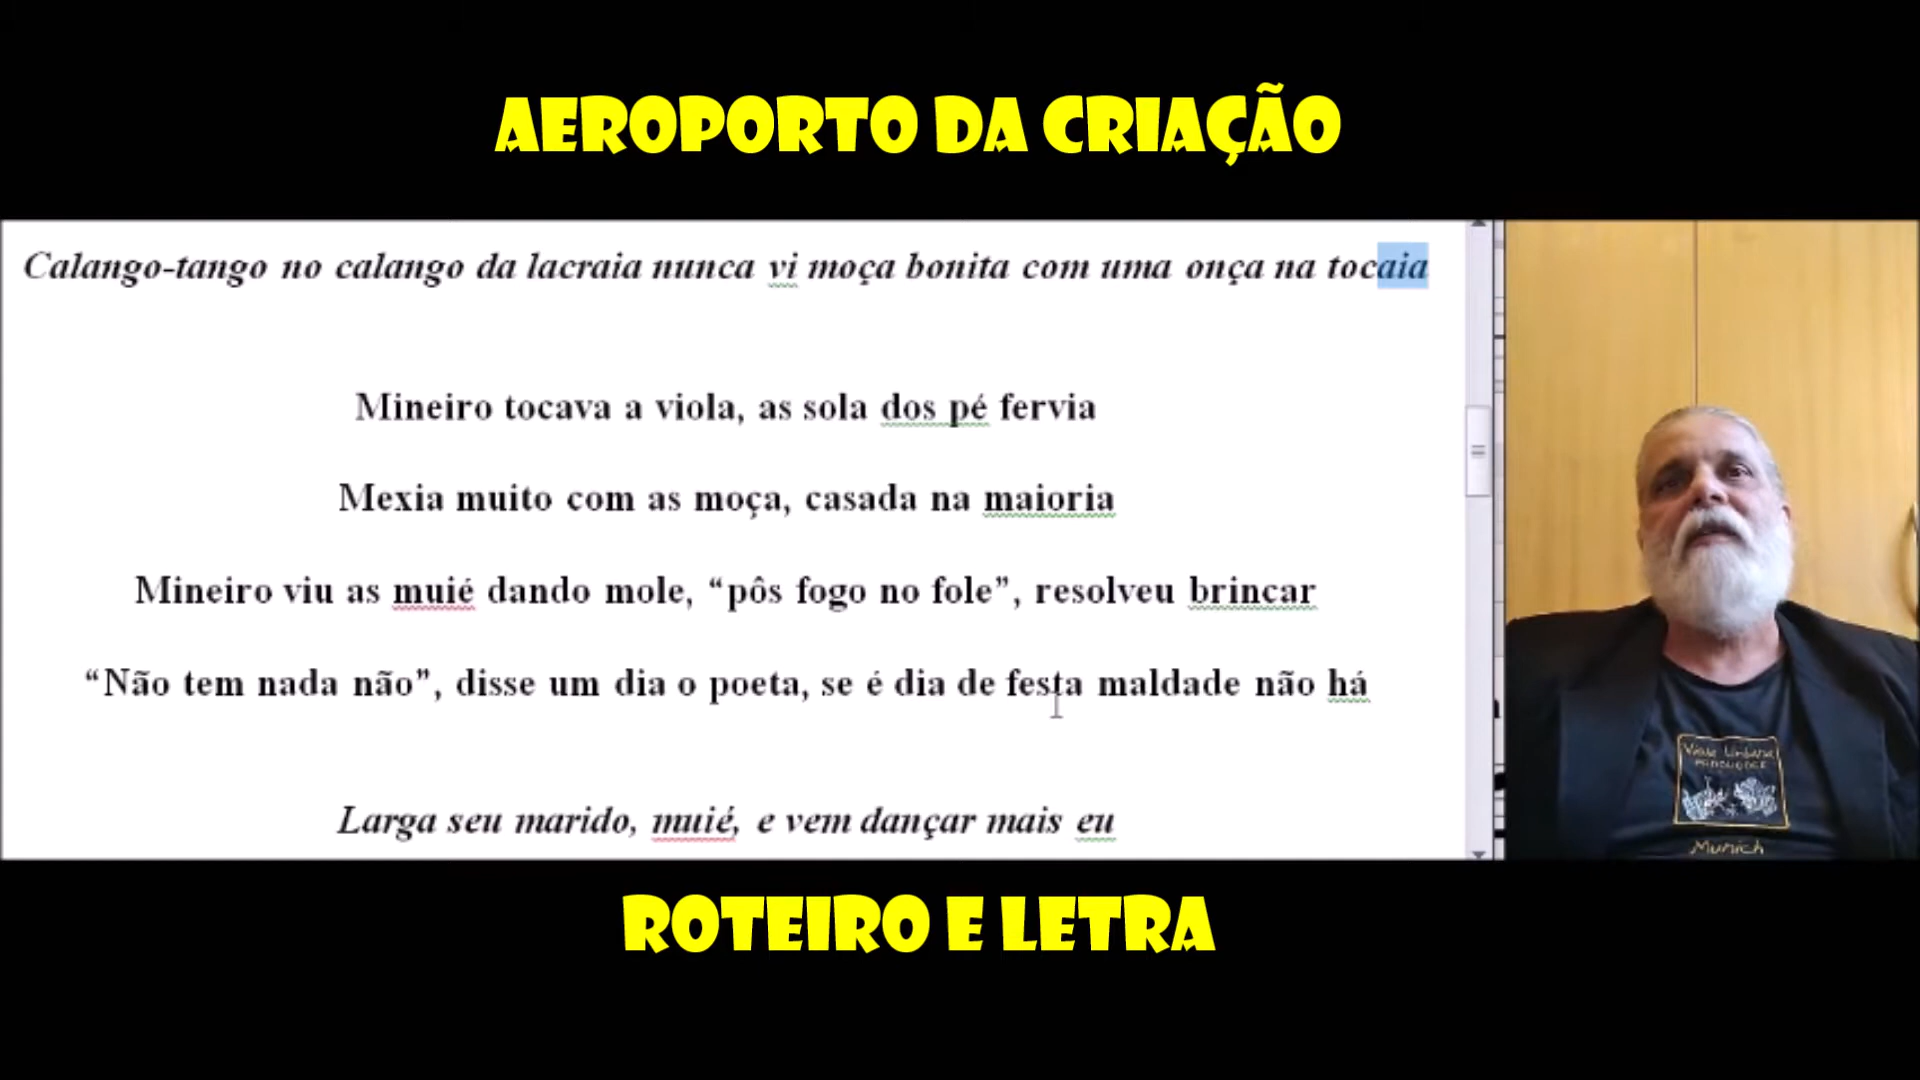 AEROPORTO DA CRIAÇÃO
Calango-tango no calango da lacraia nunca vi moça bonita com uma onça na tocaia
Mineiro tocava a viola, as sola dos pé fervia
Mexia muito com as moça, casada na maioria
Mineiro viu as muié dando mole, “pôs fogo no fole”, resolveu brincar
“Não tem nada não”, disse um dia o poeta, se é dia de festa maldade não há
Larga seu marido, muié, e vem dançar mais eu
Munich
ROTEIRO E LETRA